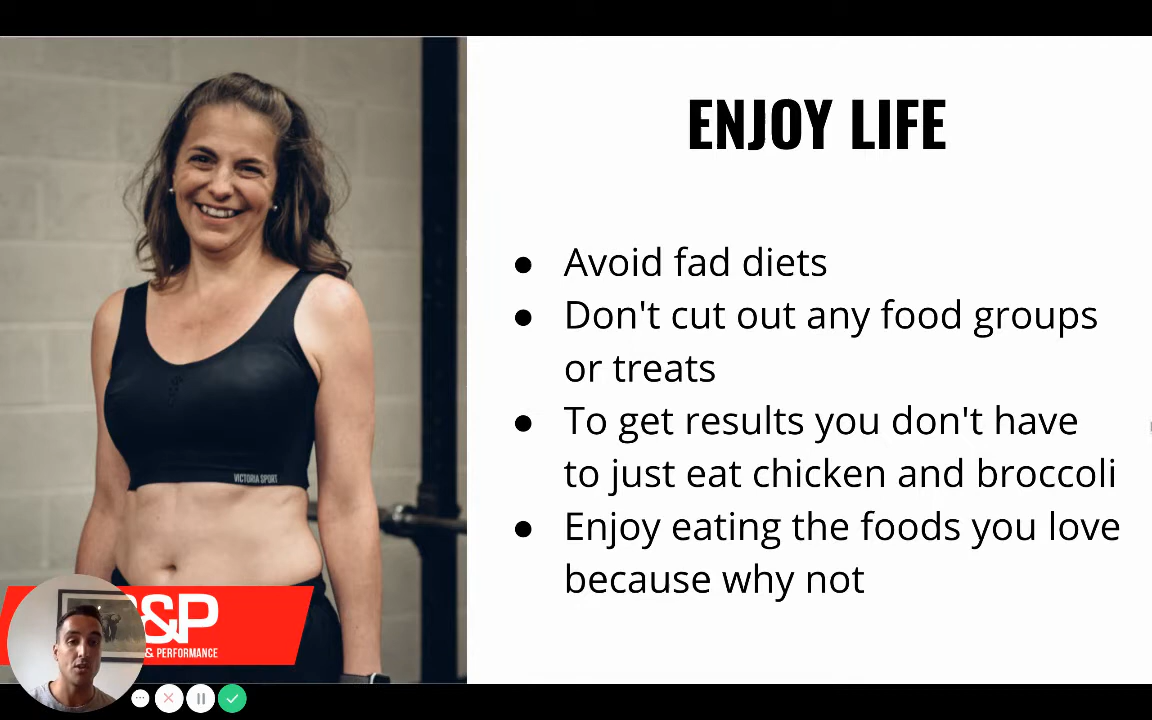 ENJOY LIFE
● Avoid fad diets
● Don't cut out any food groups
or treats
● To get results you don't have
to just eat chicken and broccoli
● Enjoy eating the foods you love
because why not
VICTORIA SPORT
&P
& PERFORMANCE